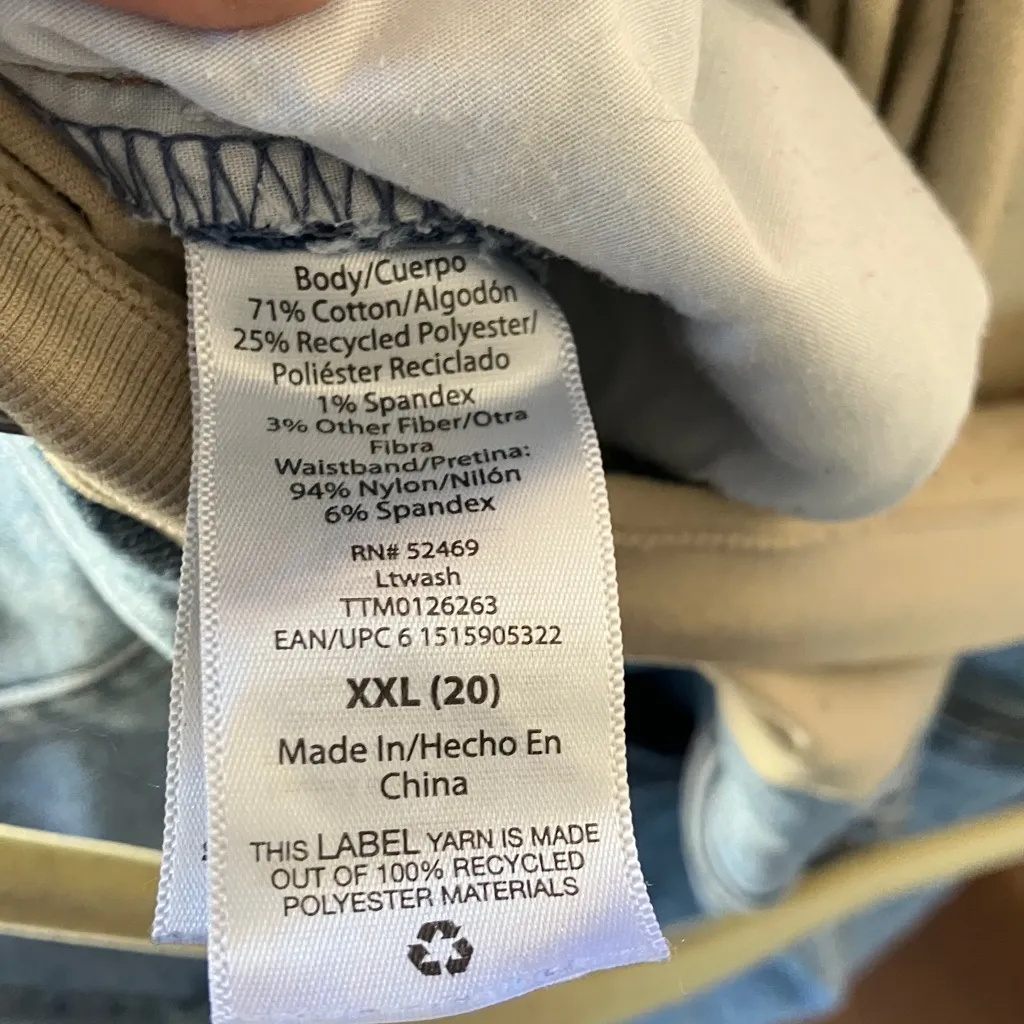 Body/Cuerpo
71% Cotton/Algodón
25% Recycled Polyester/
Poliéster Reciclado
1% Spandex
3% Other Fiber/Otra
Fibra
Waistband/Pretina:
94% Nylon/Nilón
6% Spandex
RN# 52469
Ltwash
TTM0126263
EAN/UPC 6 1515905322
XXL (20)
Made In/Hecho En
China
THIS LABEL YARN IS MADE
OUT OF 100% RECYCLED
POLYESTER MATERIALS